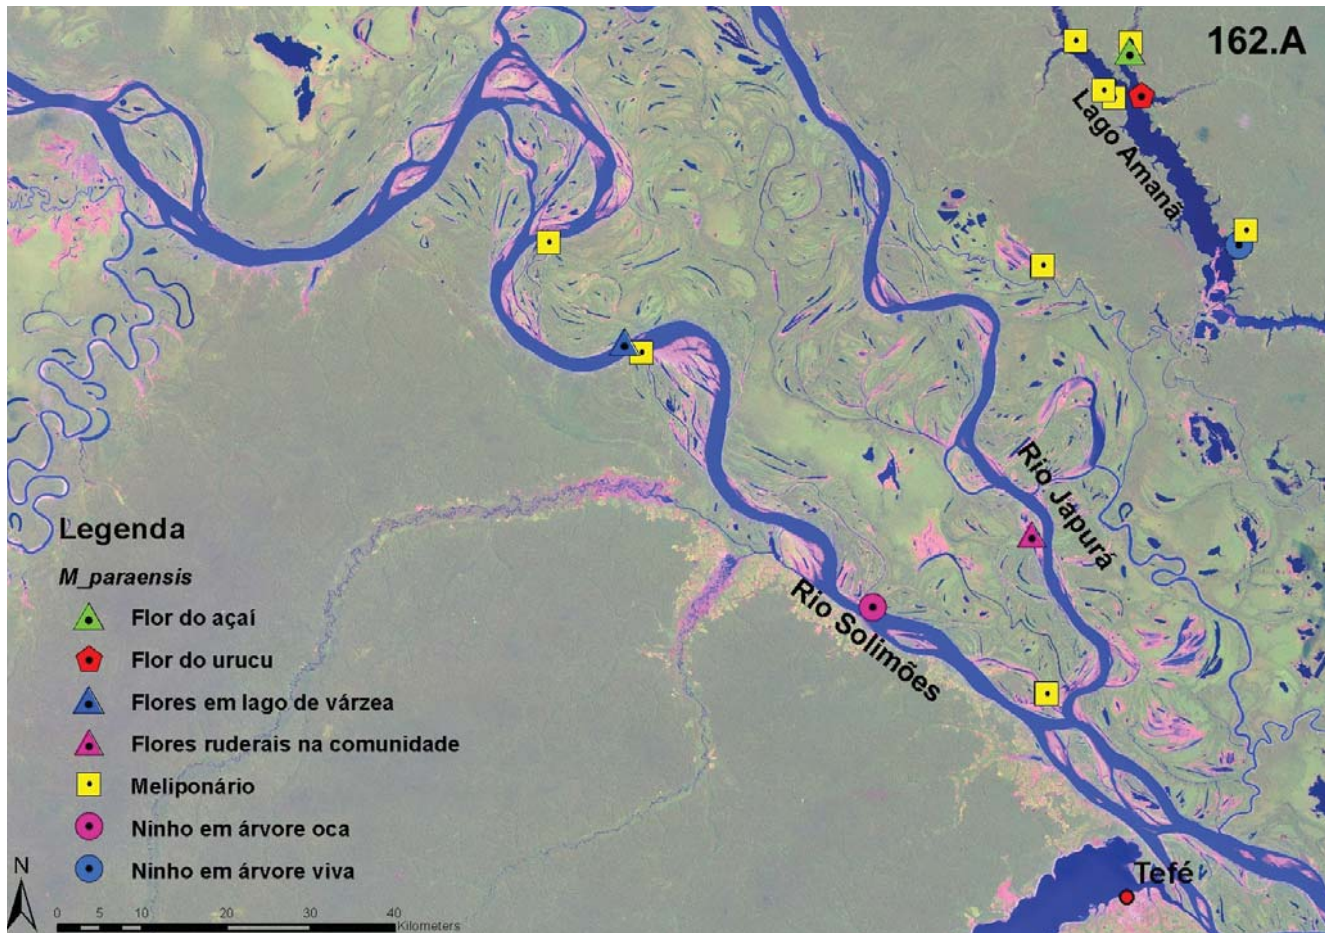 162.A
Lago Amanã
Rio Japurá
Rio Solimões
Legenda
M_paraensis
Flor do açaí
Flor do urucu
Flores em lago de várzea
Flores ruderais na comunidade
Meliponário
Ninho em árvore oca
Ninho em árvore viva
Tefé
N
0 5 10 20 30 40
Kilometers